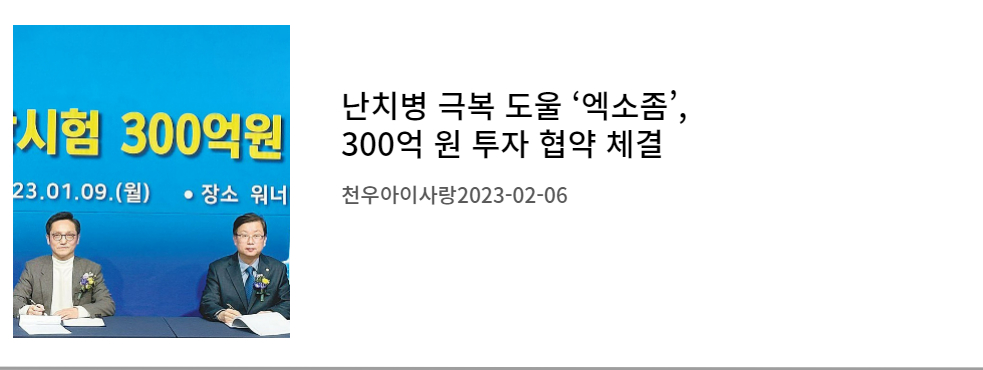 시험 300억원
23.01.09.(월) • 장소 워너
난치병 극복 도울 ‘엑소좀’,
300억 원 투자 협약 체결
천우아이사랑2023-02-06